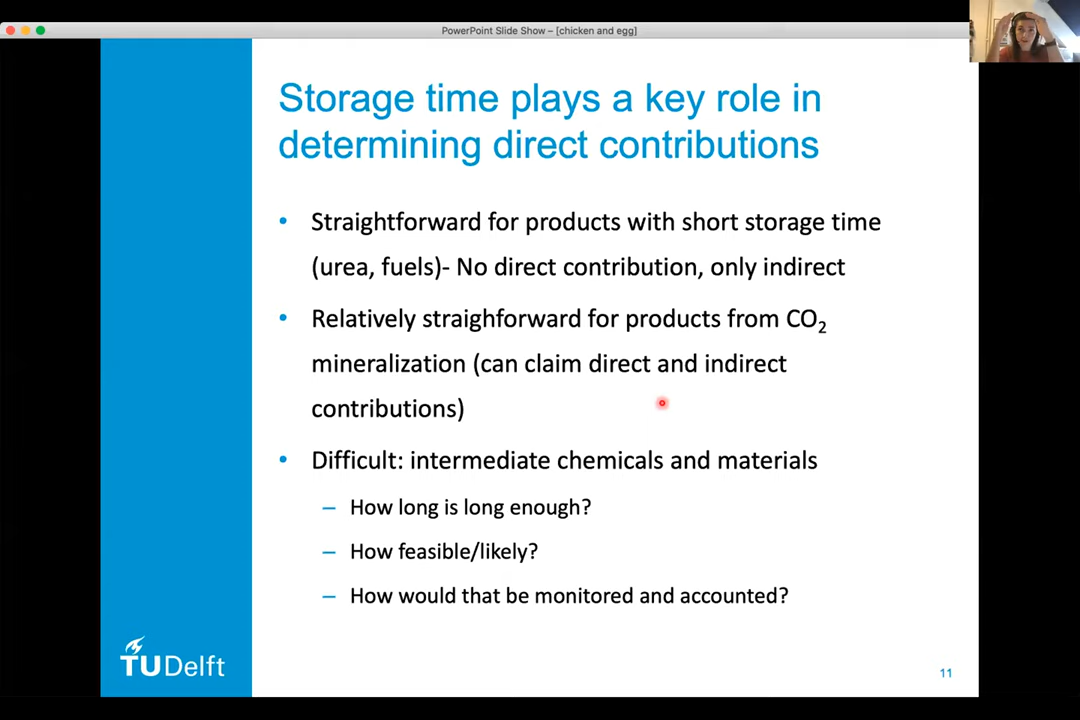 PowerPoint Slide Show – [chicken and egg]
Storage time plays a key role in
determining direct contributions
• Straightforward for products with short storage time
(urea, fuels)- No direct contribution, only indirect
• Relatively straighforward for products from CO₂
mineralization (can claim direct and indirect
contributions)
• Difficult: intermediate chemicals and materials
– How long is long enough?
– How feasible/likely?
– How would that be monitored and accounted?
TUDelft
11